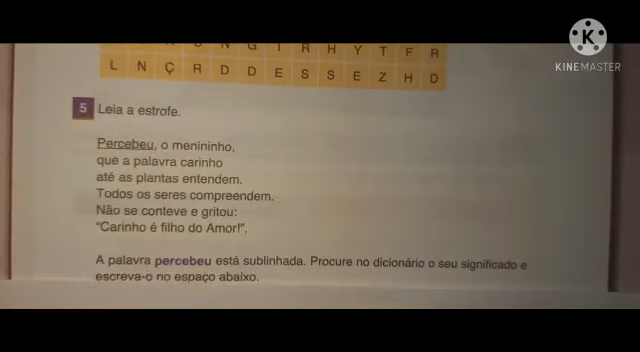 KINEMASTER
G I R H Y T F R
L N Ç R D D E S S E Z H D
5 Leia a estrofe.
Percebeu, o menininho,
que a palavra carinho
até as plantas entendem.
Todos os seres compreendem.
Não se conteve e gritou:
“Carinho é filho do Amor!”.
A palavra percebeu está sublinhada. Procure no dicionário o seu significado e
escreva-o no espaço abaixo.